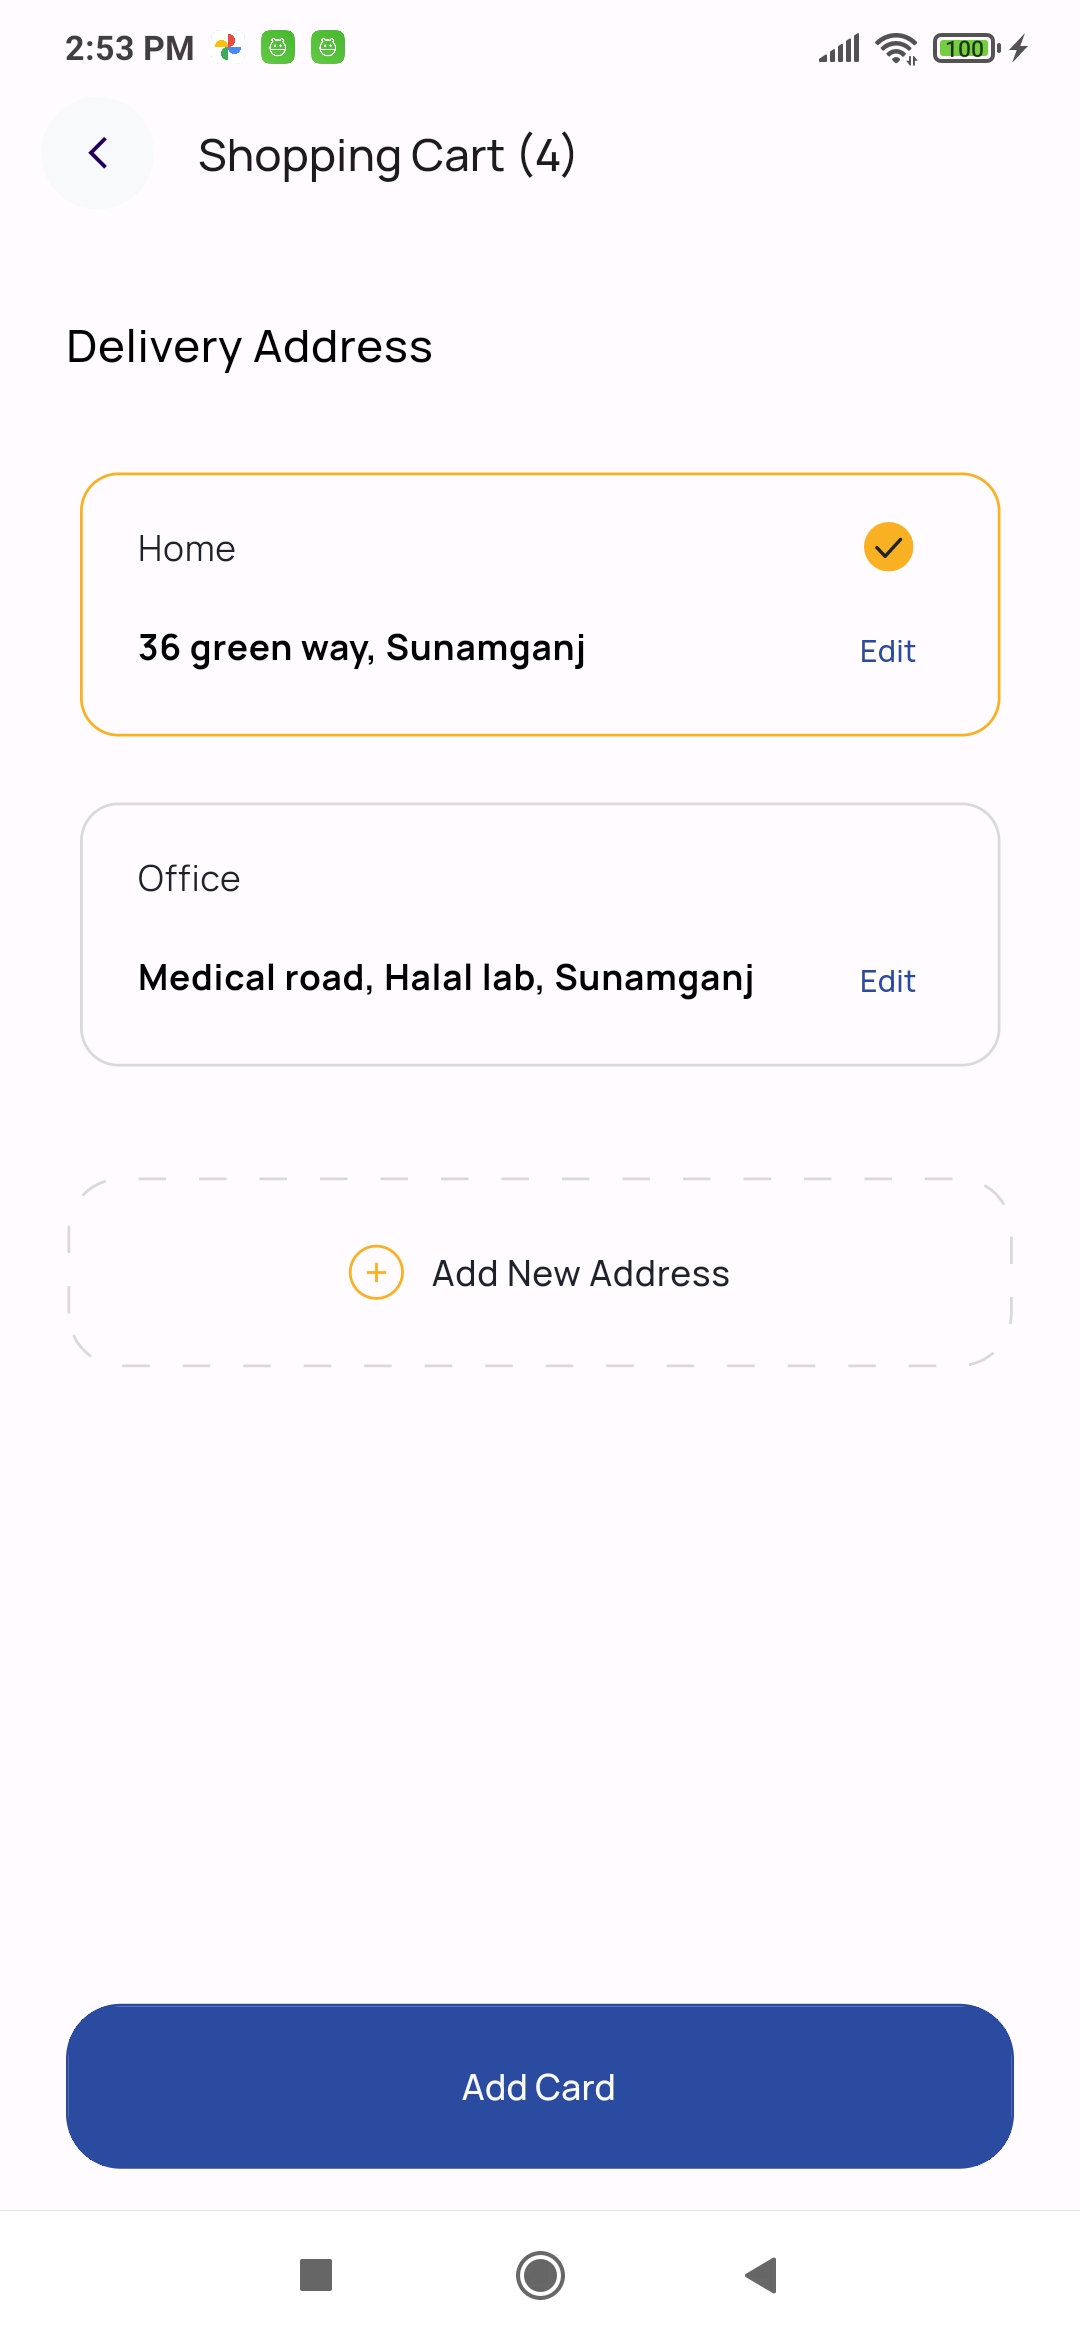 2:53 PM
100
Shopping Cart (4)
Delivery Address
Home
36 green way, Sunamganj
Edit
Office
Medical road, Halal lab, Sunamganj
Edit
Add New Address
Add Card